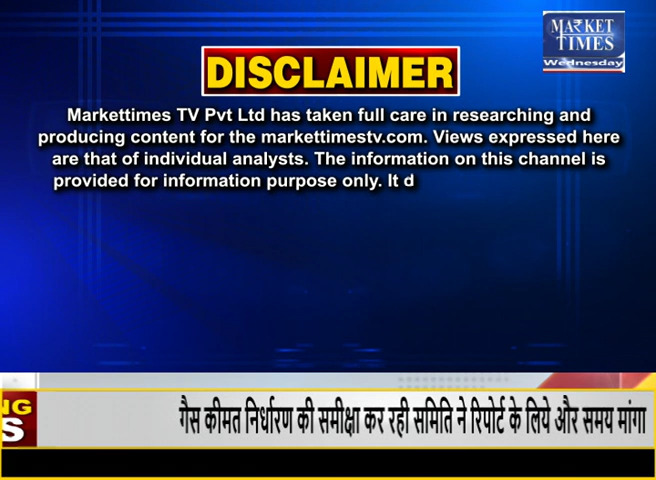 MARKET
TIMES
Wednesday
DISCLAIMER
Markettimes TV Pvt Ltd has taken full care in researching and
producing content for the markettimestv.com. Views expressed here
are that of individual analysts. The information on this channel is
provided for information purpose only. It d
NG
S
गैस कीमत निर्धारण की समीक्षा कर रही समिति ने रिपोर्ट के लिये और समय मांगा